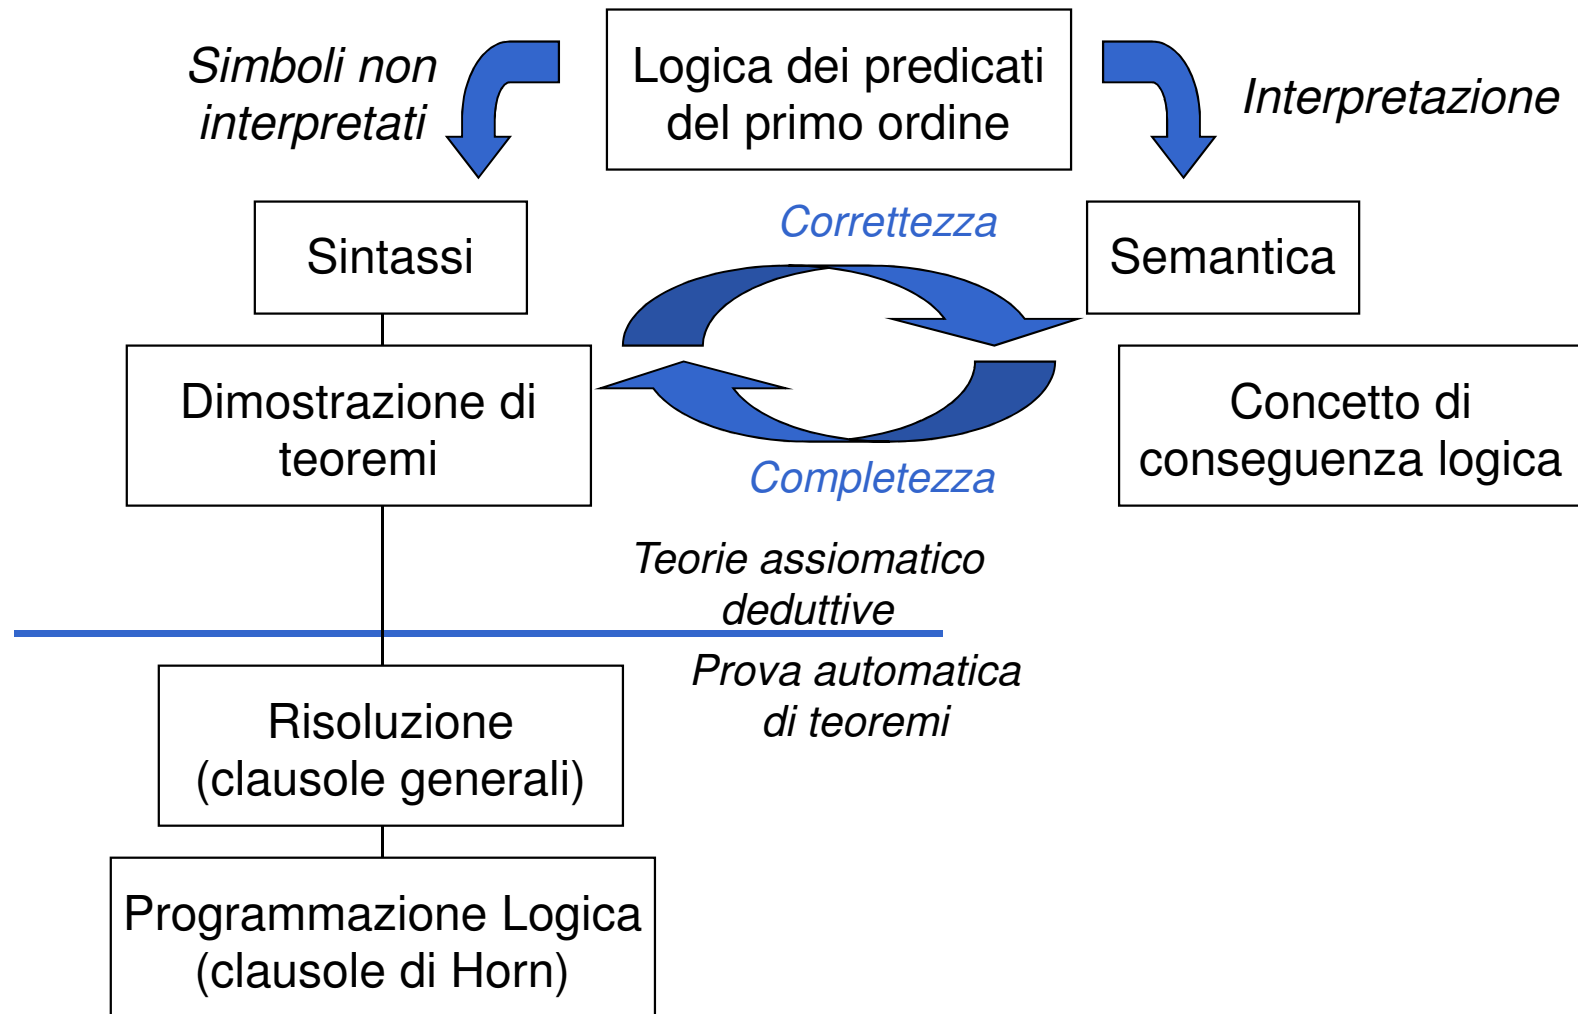 Simboli non
interpretati
Logica dei predicati
del primo ordine
Interpretazione
Sintassi
Correttezza
Semantica
Dimostrazione di
teoremi
Completezza
Concetto di
conseguenza logica
Teorie assiomatico
deduttive
Prova automatica
di teoremi
Risoluzione
(clausole generali)
Programmazione Logica
(clausole di Horn)